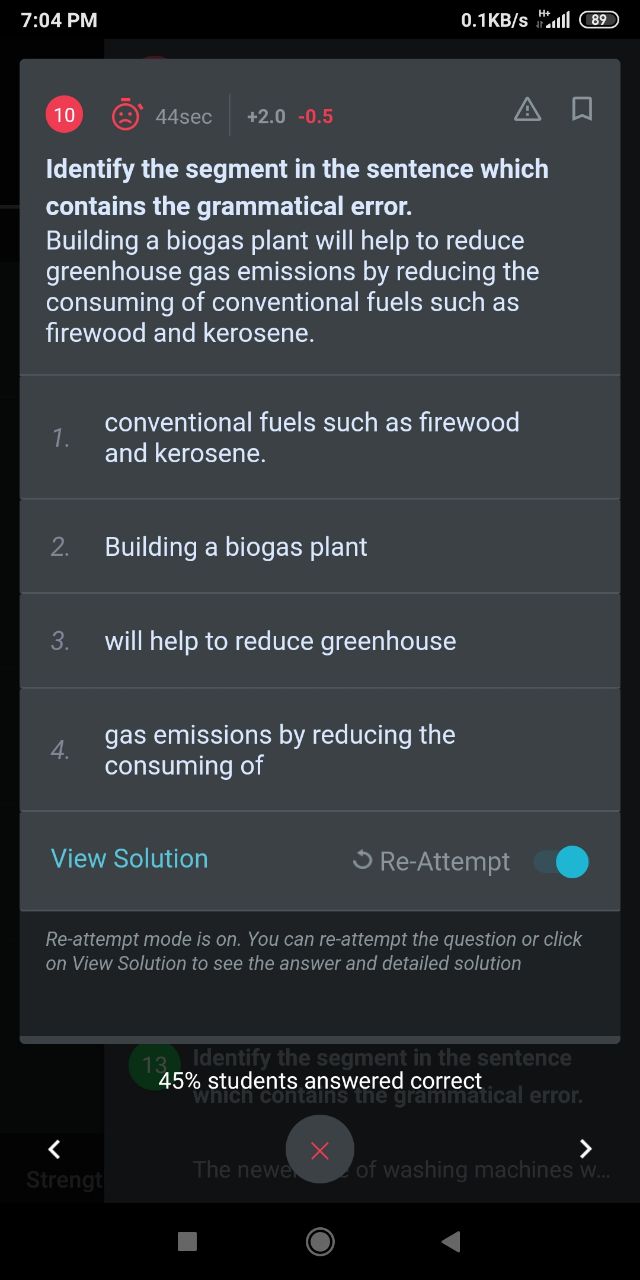 7:04 PM
0.1KB/s H+ 89
10 44sec +2.0 -0.5
Identify the segment in the sentence which
contains the grammatical error.
Building a biogas plant will help to reduce
greenhouse gas emissions by reducing the
consuming of conventional fuels such as
firewood and kerosene.
1. conventional fuels such as firewood
and kerosene.
2. Building a biogas plant
3. will help to reduce greenhouse
4. gas emissions by reducing the
consuming of
View Solution Re-Attempt
Re-attempt mode is on. You can re-attempt the question or click
on View Solution to see the answer and detailed solution
13 Identify the segment in the sentence
45% students answered correct
which contains the grammatical error.
The newe of washing machines w...
Strengt